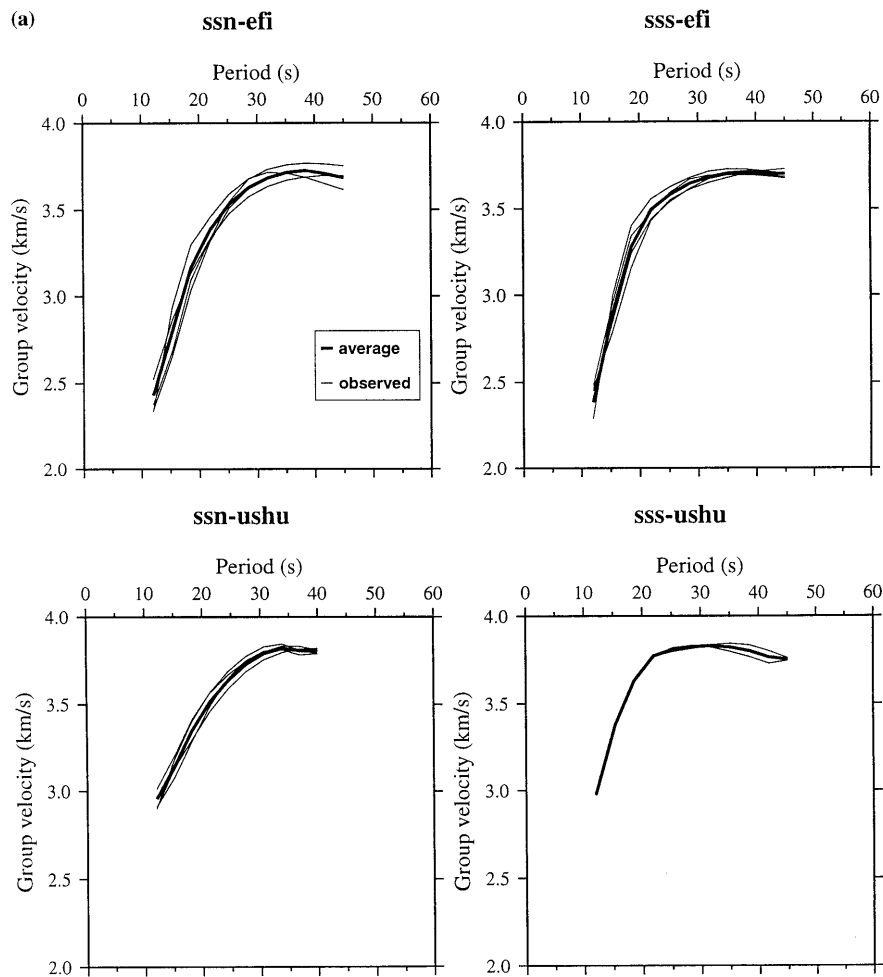 (a)
ssn-efi
Period (s)
0 10 20 30 40 50 60
4.0
3.5
3.0
2.5
2.0
Group velocity (km/s)
average
observed
sss-efi
Period (s)
0 10 20 30 40 50 60
4.0
3.5
3.0
2.5
2.0
Group velocity (km/s)
ssn-ushu
Period (s)
0 10 20 30 40 50 60
4.0
3.5
3.0
2.5
2.0
Group velocity (km/s)
sss-ushu
Period (s)
0 10 20 30 40 50 60
4.0
3.5
3.0
2.5
2.0
Group velocity (km/s)